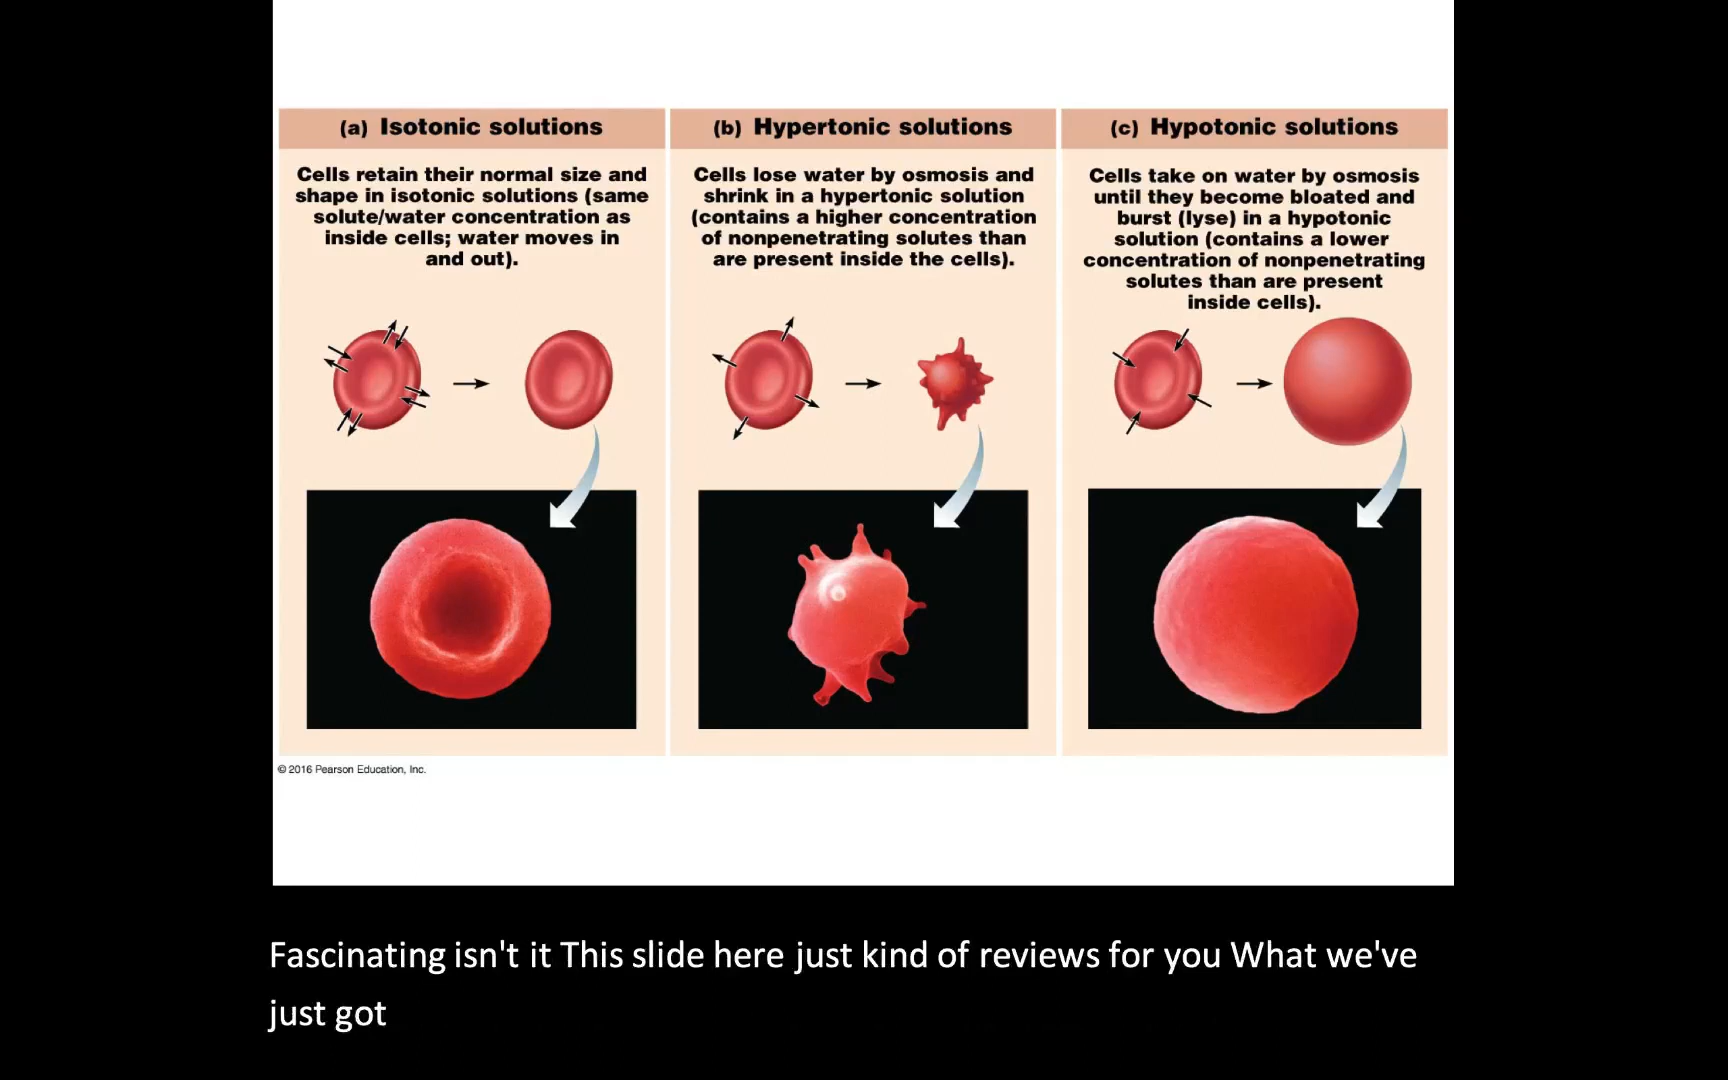 (a) Isotonic solutions
Cells retain their normal size and
shape in isotonic solutions (same
solute/water concentration as
inside cells; water moves in
and out).
(b) Hypertonic solutions
Cells lose water by osmosis and
shrink in a hypertonic solution
(contains a higher concentration
of nonpenetrating solutes than
are present inside the cells).
(c) Hypotonic solutions
Cells take on water by osmosis
until they become bloated and
burst (lyse) in a hypotonic
solution (contains a lower
concentration of nonpenetrating
solutes than are present
inside cells).
© 2016 Pearson Education, Inc.
Fascinating isn't it This slide here just kind of reviews for you What we've
just got